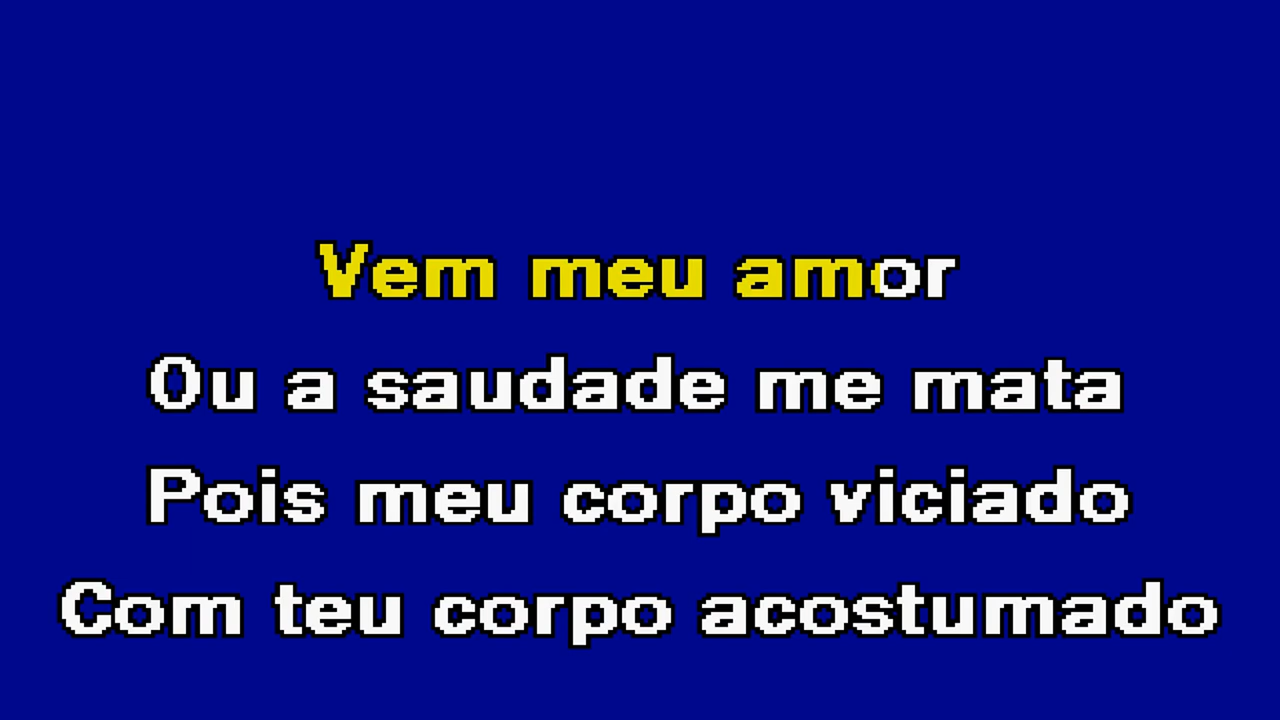 Vem meu amor
Ou a saudade me mata
Pois meu corpo viciado
Com teu corpo acostumado